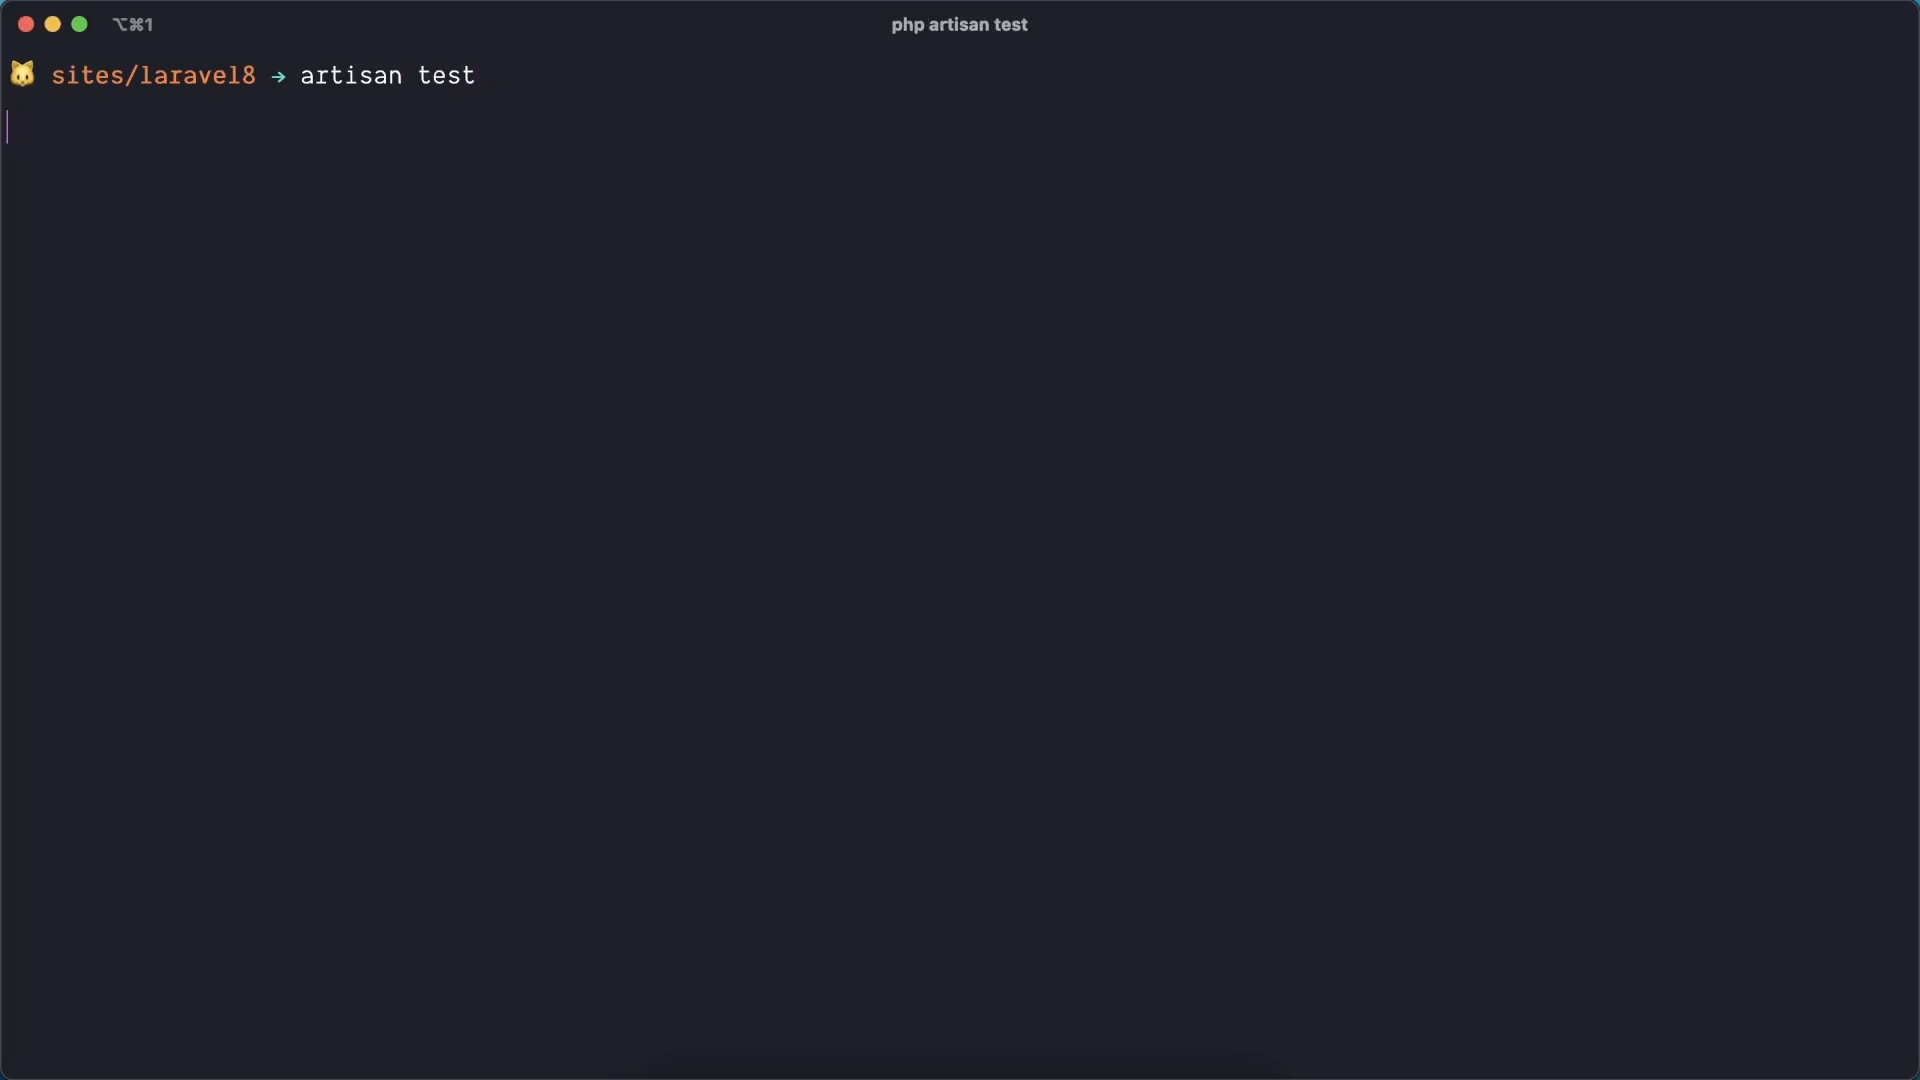 ⌥⌘1
php artisan test
🐱 sites/laravel8 → artisan test